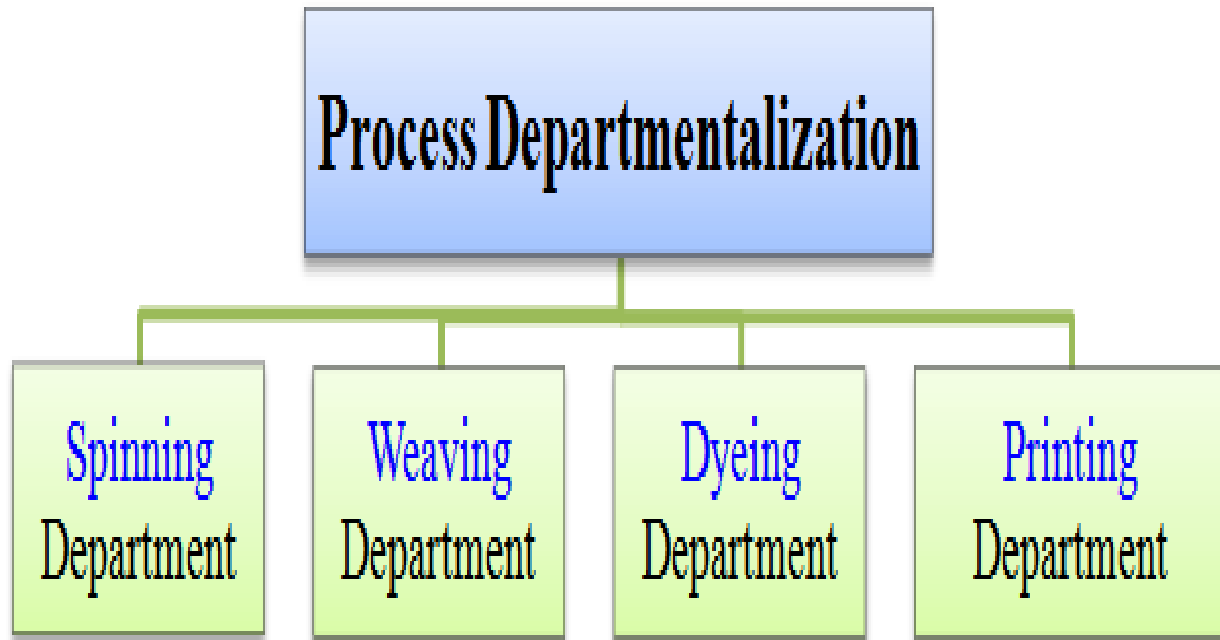 Process Departmentalization
Spinning
Department
Weaving
Department
Dyeing
Department
Printing
Department